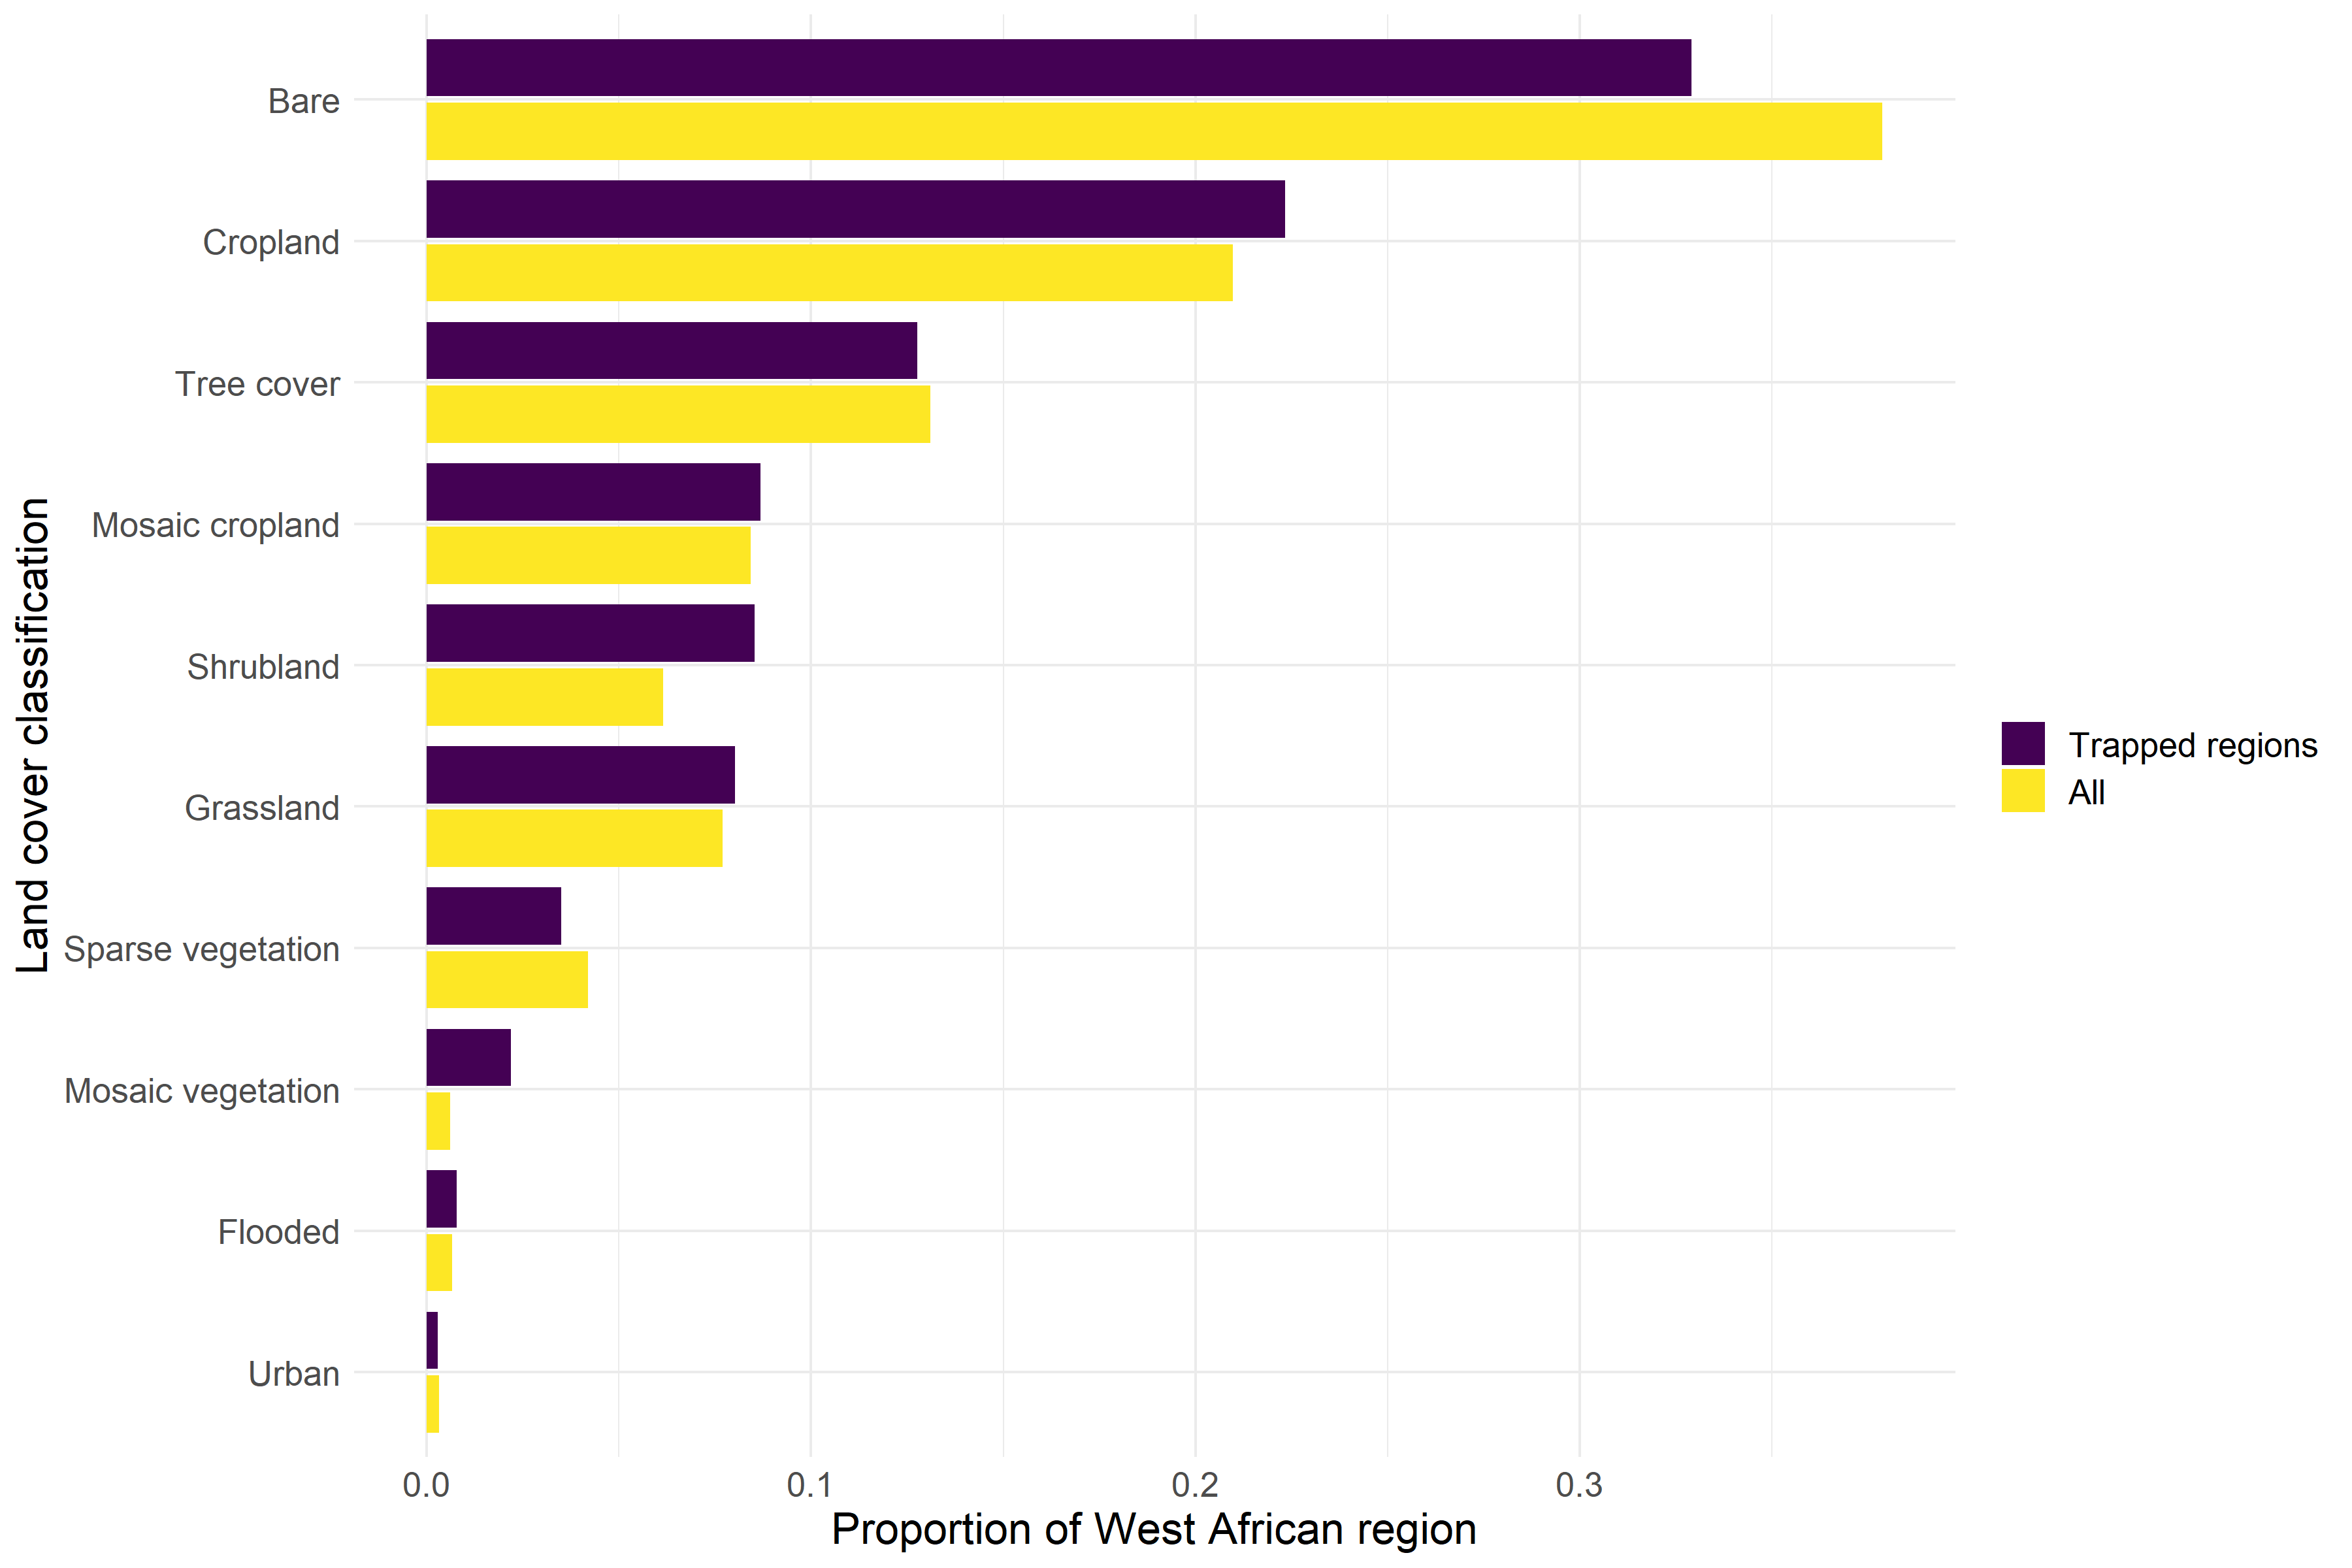 Land cover classification
Bare
Cropland
Tree cover
Mosaic cropland
Shrubland
Grassland
Sparse vegetation
Mosaic vegetation
Flooded
Urban
0.0 0.1 0.2 0.3
Proportion of West African region
Trapped regions
All